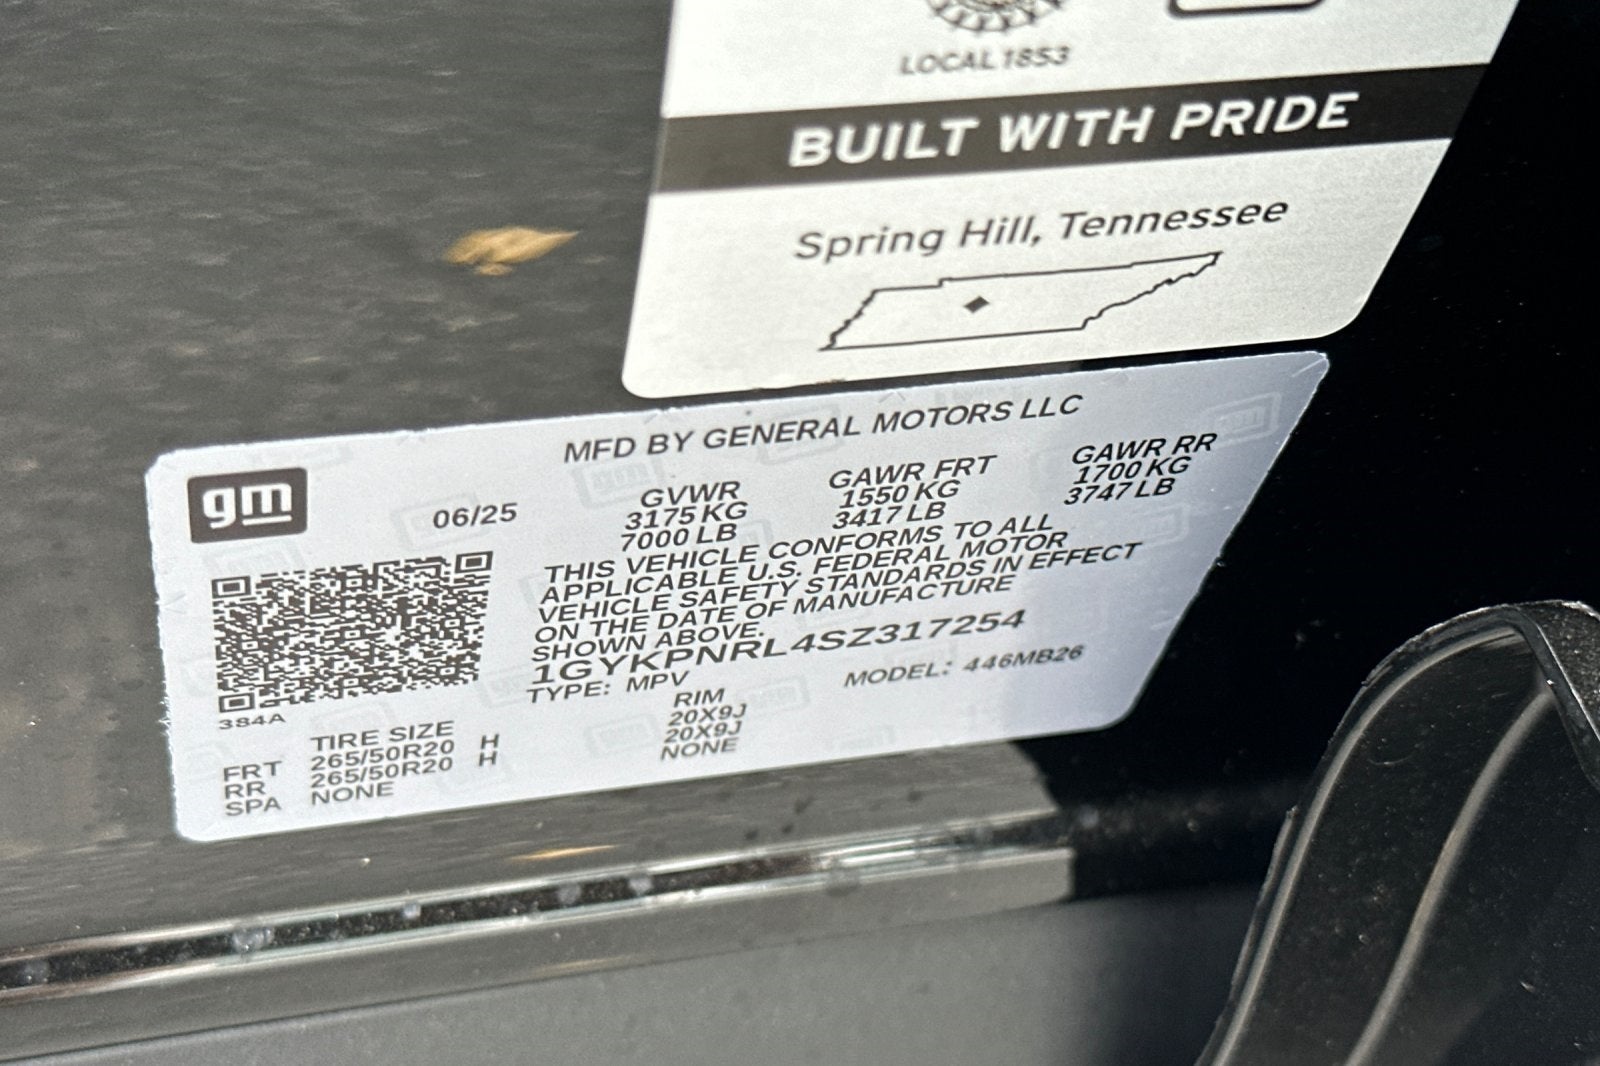 LOCAL 1853
BUILT WITH PRIDE
Spring Hill, Tennessee
MFD BY GENERAL MOTORS LLC
gm
06/25
GVWR
3175 KG
7000 LB
GAWR FRT
1550 KG
3417 LB
GAWR RR
1700 KG
3747 LB
THIS VEHICLE CONFORMS TO ALL
APPLICABLE U.S. FEDERAL MOTOR
VEHICLE SAFETY STANDARDS IN EFFECT
ON THE DATE OF MANUFACTURE
SHOWN ABOVE.
1GYKPNRL4SZ317254
TYPE: MPV
MODEL: 446MB26
384A
TIRE SIZE RIM
FRT 265/50R20 H 20X9J
RR 265/50R20 H 20X9J
SPA NONE NONE